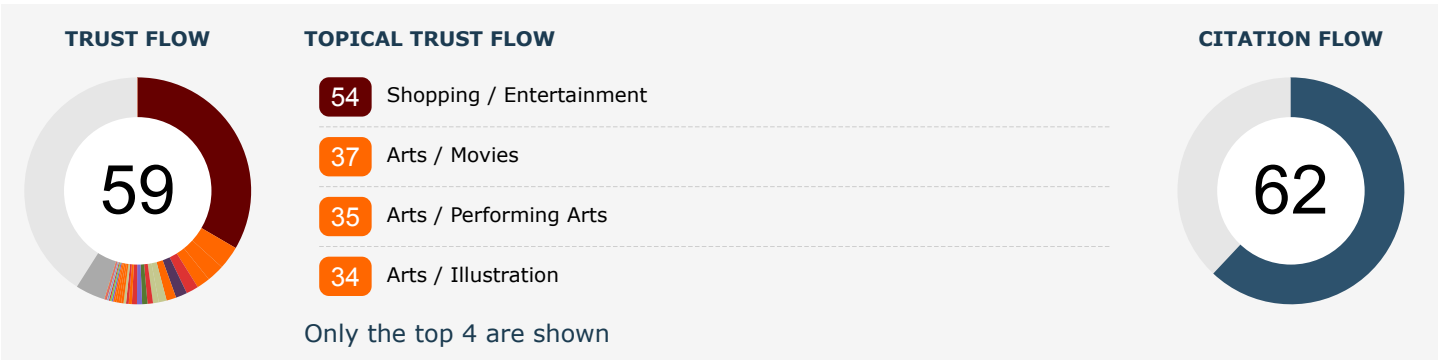 TRUST FLOW
59
TOPICAL TRUST FLOW
54 Shopping / Entertainment
37 Arts / Movies
35 Arts / Performing Arts
34 Arts / Illustration
Only the top 4 are shown
CITATION FLOW
62